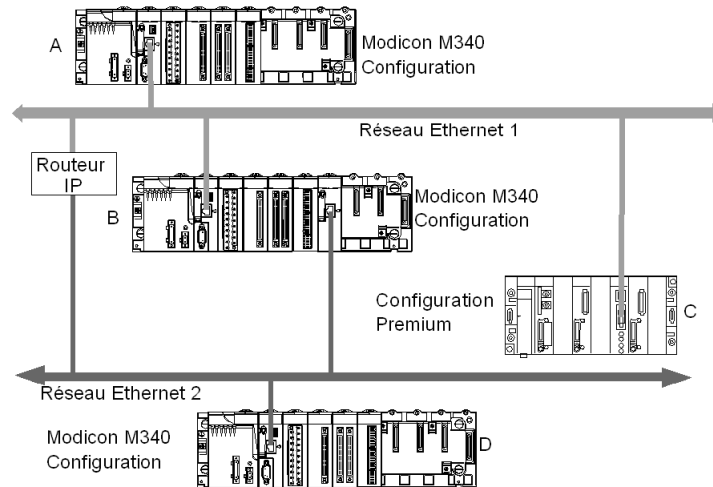 A
Modicon M340
Configuration
Réseau Ethernet 1
Routeur
IP
B
Modicon M340
Configuration
Configuration
Premium
C
Réseau Ethernet 2
Modicon M340
Configuration
D